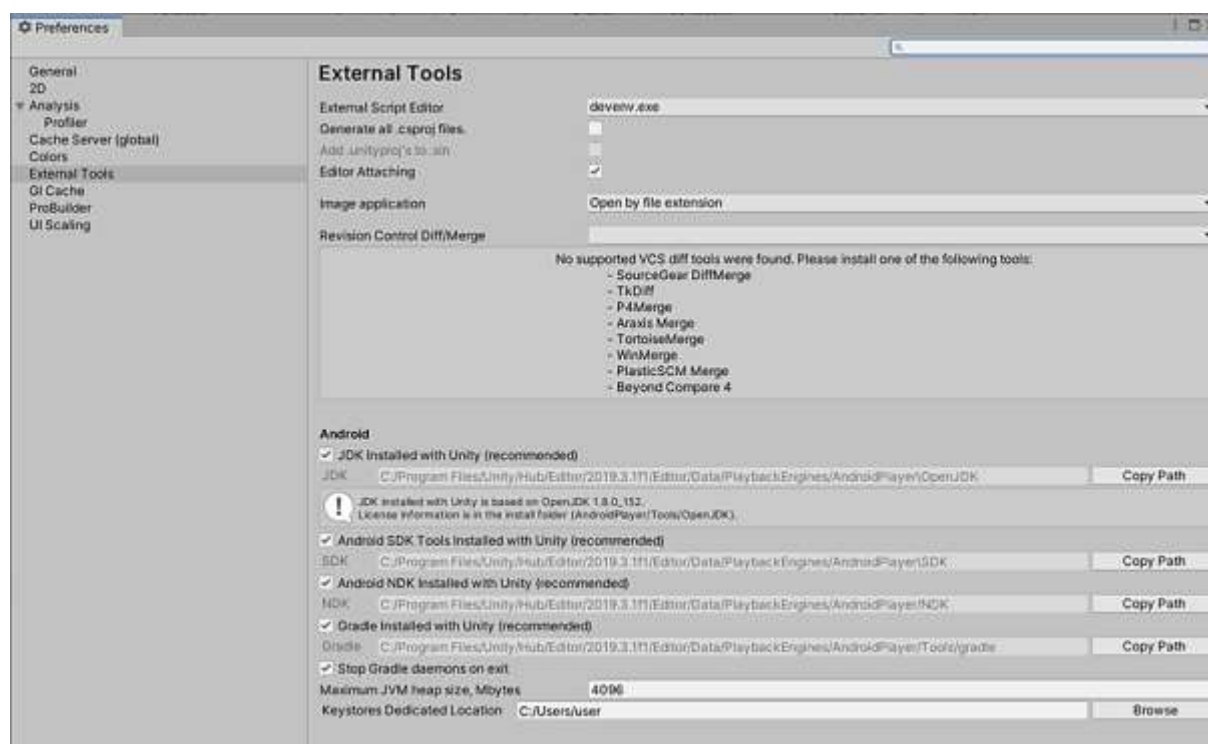 Preferences
General
2D
Analysis
Profiler
Cache Server (global)
Colors
External Tools
GI Cache
ProBuilder
UI Scaling
External Tools
External Script Editor devenv.exe
Generate all .csproj files.
Add .unityproj's to .sln
Editor Attaching
Image application Open by file extension
Revision Control Diff/Merge
No supported VCS diff tools were found. Please install one of the following tools:
- SourceGear DiffMerge
- TkDiff
- P4Merge
- Araxis Merge
- TortoiseMerge
- WinMerge
- PlasticSCM Merge
- Beyond Compare 4
Android
JDK Installed with Unity (recommended)
JDK C:/Program Files/Unity/Hub/Editor/2019.3.1f1/Editor/Data/PlaybackEngines/AndroidPlayer\OpenJDK Copy Path
JDK installed with Unity is based on OpenJDK 1.8.0_152.
License information is in the install folder (AndroidPlayer/Tools/OpenJDK).
Android SDK Tools Installed with Unity (recommended)
SDK C:/Program Files/Unity/Hub/Editor/2019.3.1f1/Editor/Data/PlaybackEngines/AndroidPlayer\SDK Copy Path
Android NDK Installed with Unity (recommended)
NDK C:/Program Files/Unity/Hub/Editor/2019.3.1f1/Editor/Data/PlaybackEngines/AndroidPlayer\NDK Copy Path
Gradle Installed with Unity (recommended)
Gradle C:/Program Files/Unity/Hub/Editor/2019.3.1f1/Editor/Data/PlaybackEngines/AndroidPlayer/Tools/gradle Copy Path
Stop Gradle daemons on exit
Maximum JVM heap size, Mbytes 4096
Keystores Dedicated Location C:/Users/user Browse